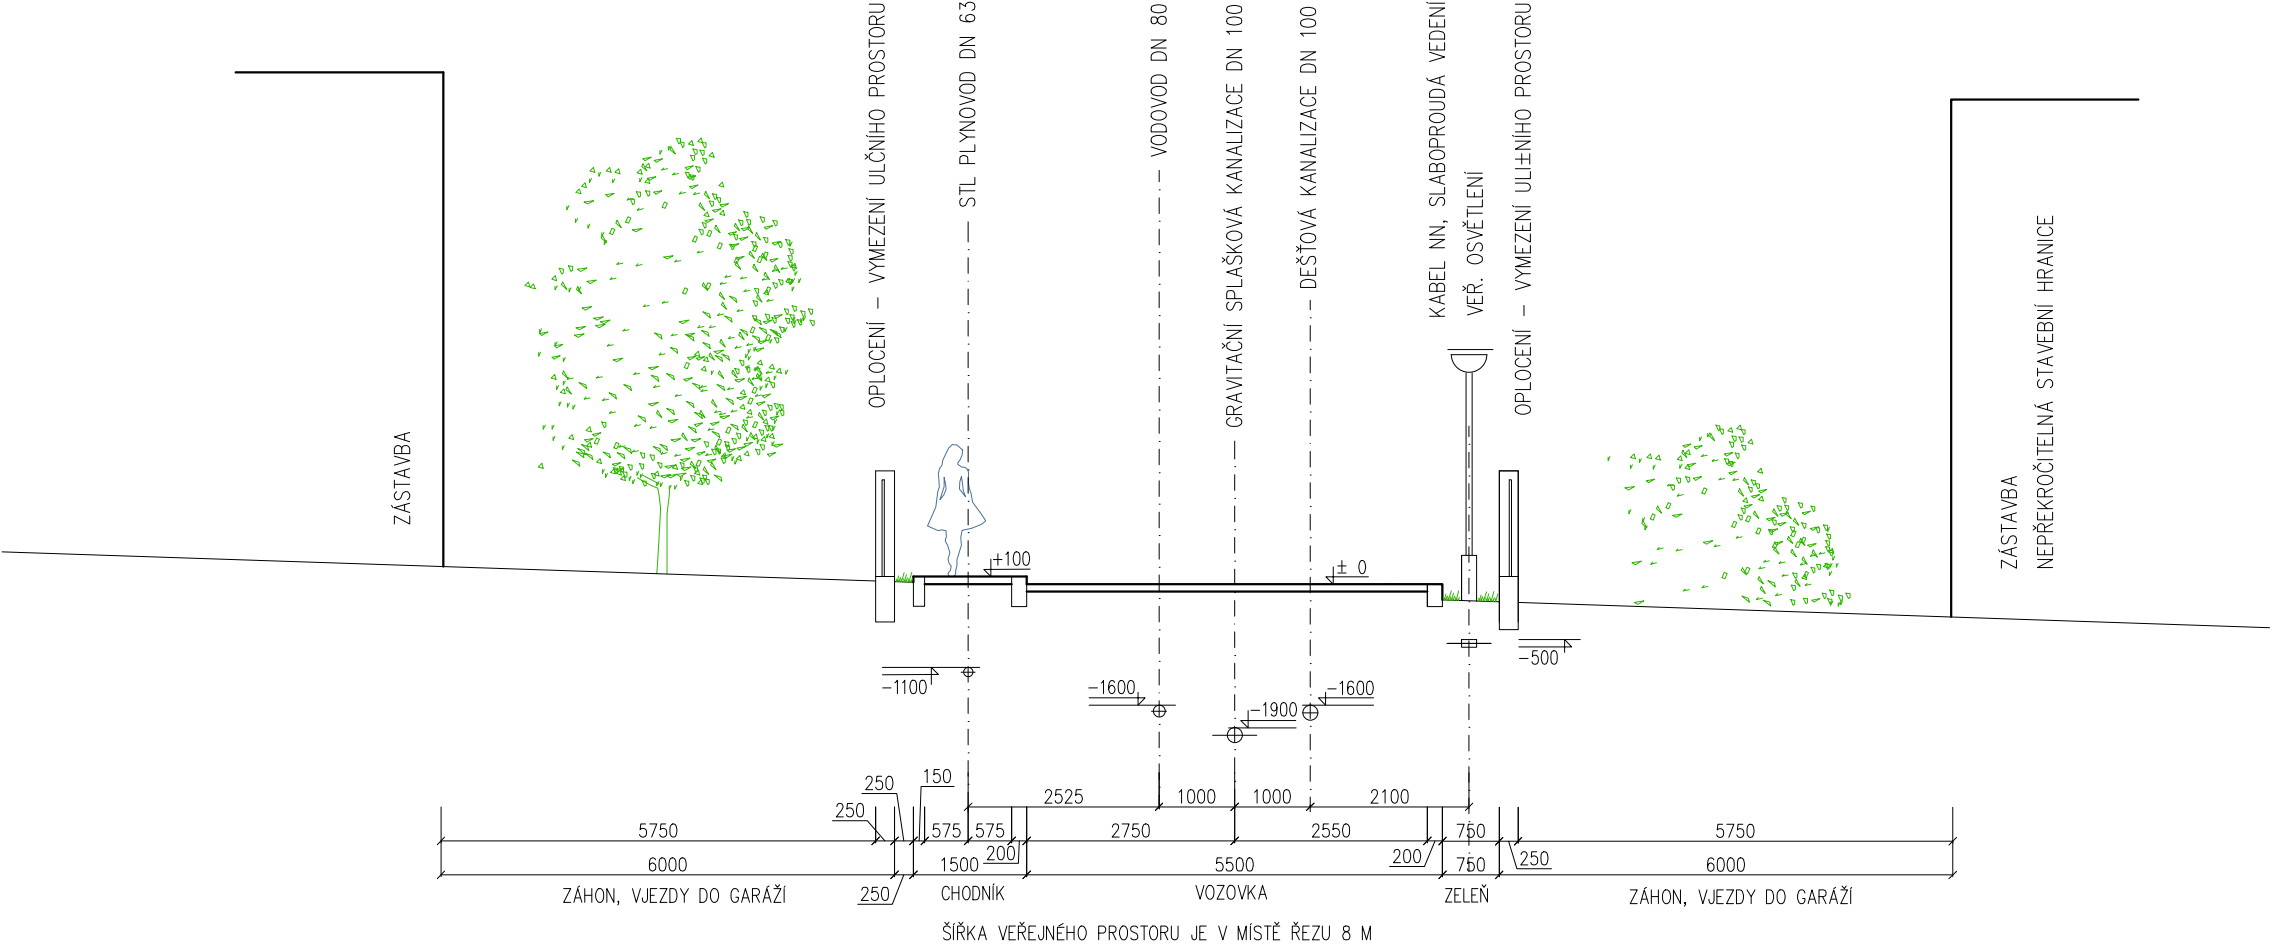 OPLOCENÍ – VYMEZENÍ ULČNÍHO PROSTORU
STL PLYNOVOD DN 63
VODOVOD DN 80
GRAVITAČNÍ SPLAŠKOVÁ KANALIZACE DN 100
DEŠŤOVÁ KANALIZACE DN 100
KABEL NN, SLABOPROUDÁ VEDENÍ
VEŘ. OSVĚTLENÍ
OPLOCENÍ – VYMEZENÍ ULI±NÍHO PROSTORU
ZÁSTAVBA
ZÁSTAVBA
NEPŘEKROČITELNÁ STAVEBNÍ HRANICE
+100
± 0
-500
-1100
-1600
-1900
-1600
250
150
250
2525
1000
1000
2100
5750
575
575
200
2750
2550
200
750
250
5750
6000
250
1500
5500
750
6000
ZÁHON, VJEZDY DO GARÁŽÍ
CHODNÍK
VOZOVKA
ZELEŇ
ZÁHON, VJEZDY DO GARÁŽÍ
ŠÍŘKA VEŘEJNÉHO PROSTORU JE V MÍSTĚ ŘEZU 8 M